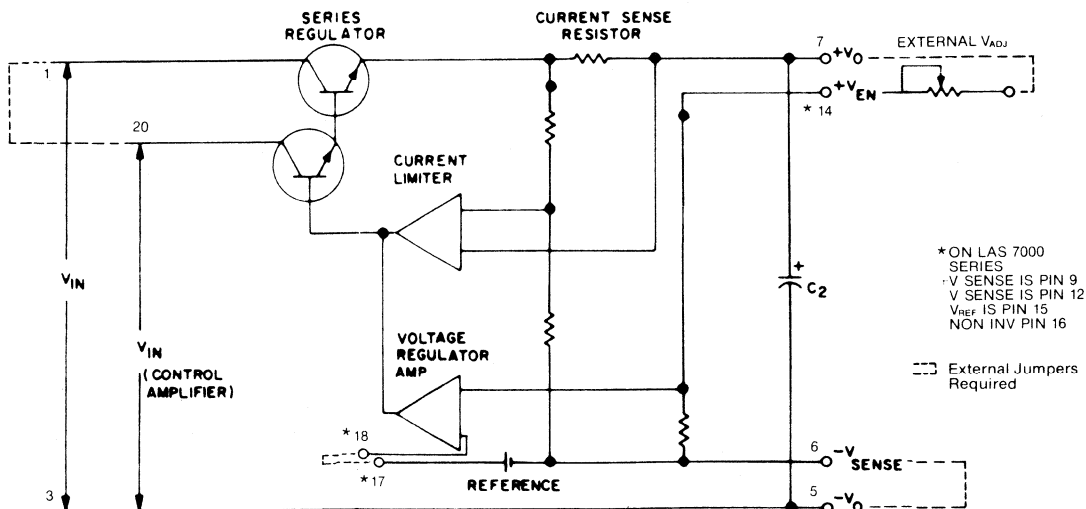 SERIES
REGULATOR
CURRENT SENSE
RESISTOR
1
7
+VO
EXTERNAL VADJ
+VEN
*14
20
CURRENT
LIMITER
VIN
+
C2
*ON LAS 7000
SERIES
+V SENSE IS PIN 9
V SENSE IS PIN 12
VREF IS PIN 15
NON INV PIN 16
VIN
(CONTROL
AMPLIFIER)
VOLTAGE
REGULATOR
AMP
External Jumpers
Required
*18
*17
REFERENCE
6
-VSENSE
3
5
-VO